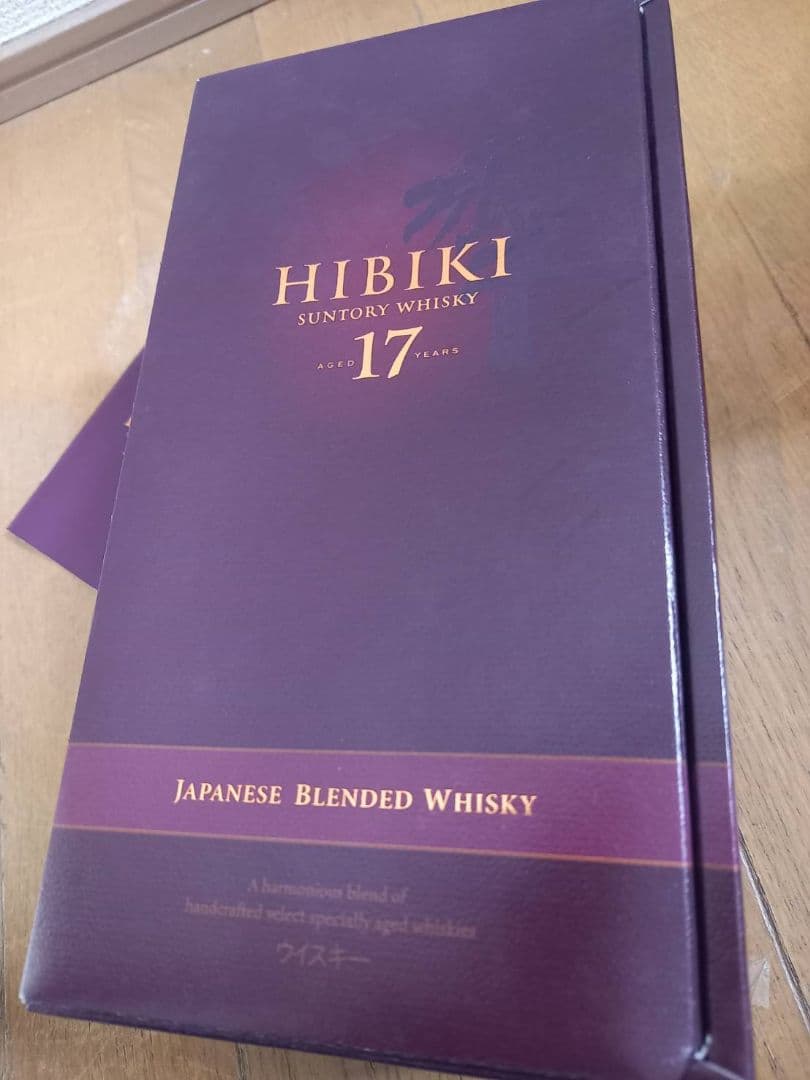 HIBIKI
SUNTORY WHISKY
AGED 17 YEARS
JAPANESE BLENDED WHISKY
A harmonious blend of
handcrafted select specially aged whiskies
ウイスキー